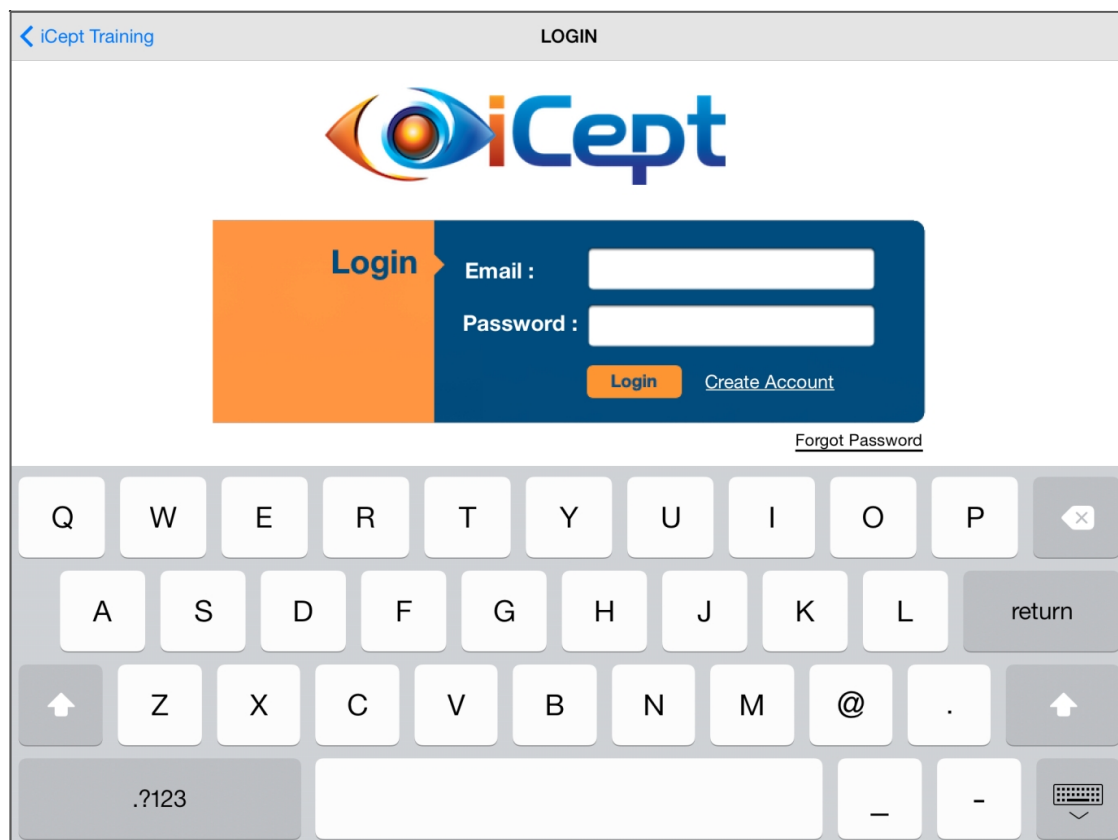 iCept Training
LOGIN
iCept
Login
Email :
Password :
Login Create Account
Forgot Password
Q W E R T Y U I O P
A S D F G H J K L return
Z X C V B N M @ .
.?123 _ -